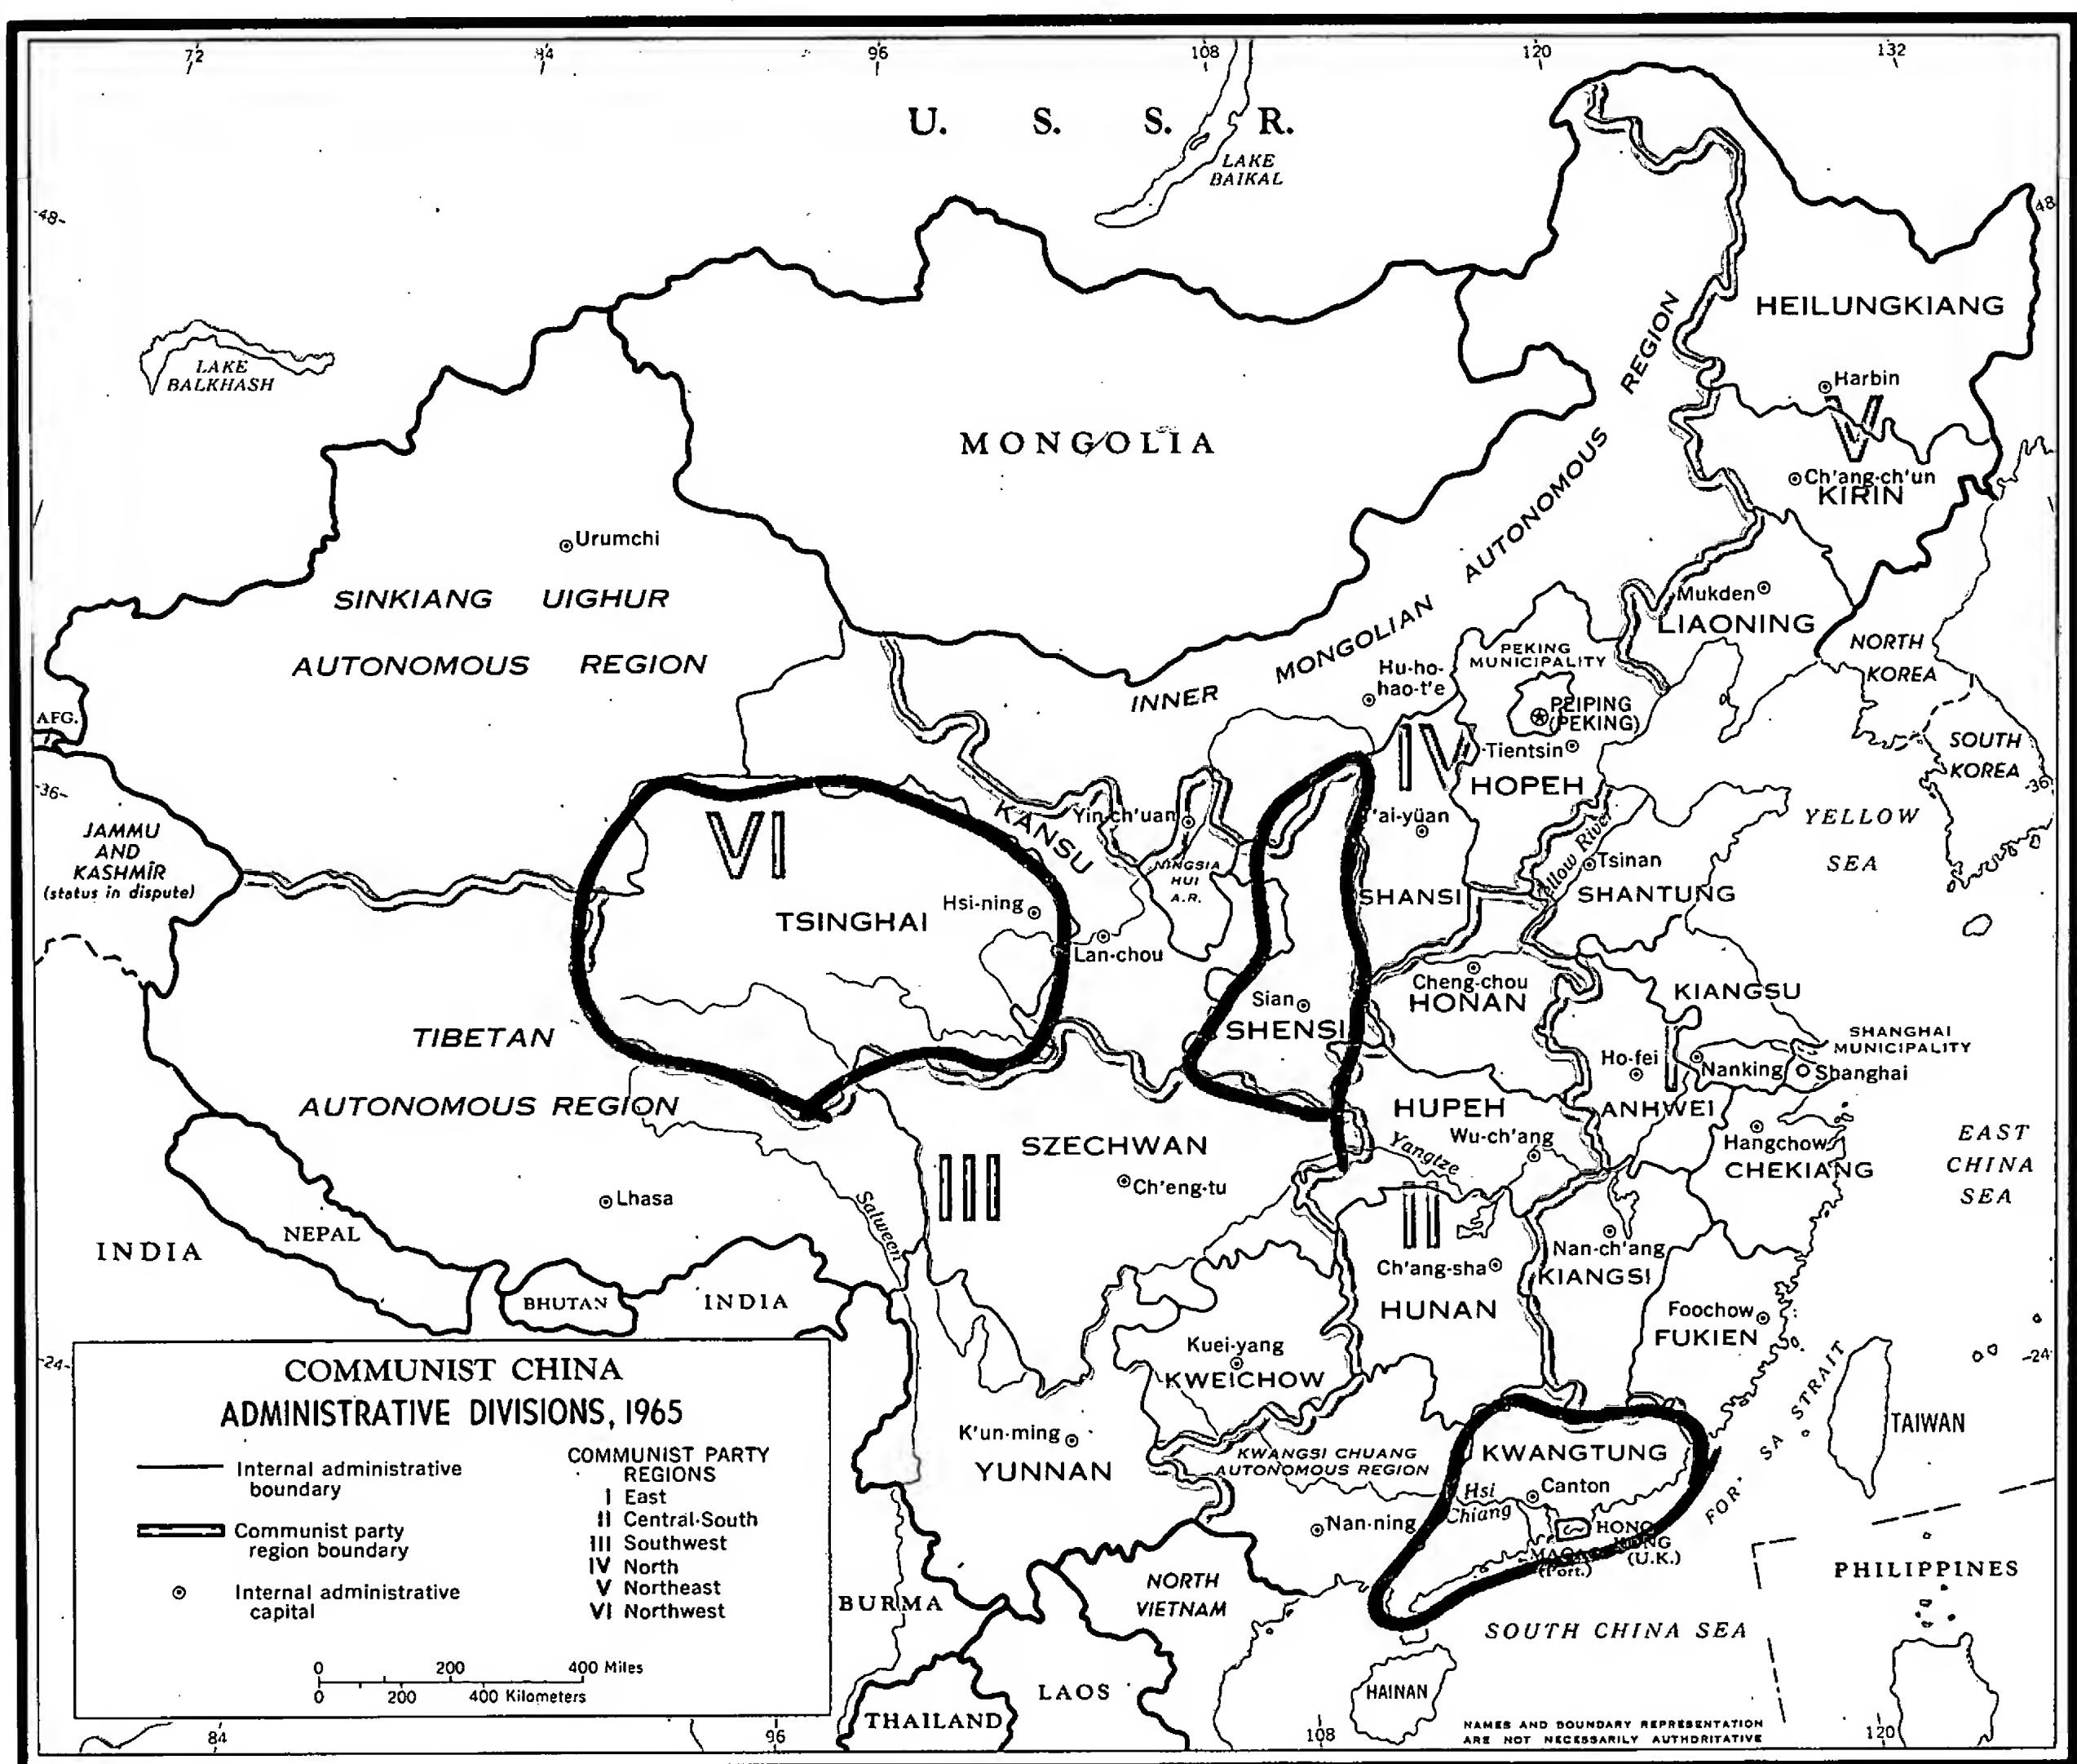 72
84
96
108
120
132
U. S. S. R.
LAKE
BAIKAL
48
48
HEILUNGKIANG
REGION
LAKE
BALKHASH
Harbin
V
MONGOLIA
AUTONOMOUS
Ch'ang-ch'un
KIRIN
Urumchi
SINKIANG UIGHUR
AUTONOMOUS REGION
Mukden
LIAONING
MONGOLIAN
INNER
NORTH
KOREA
PEKING
MUNICIPALITY
Hu-ho-
hao-t'e
PEIPING
(PEKING)
AFG.
IV
Tientsin
HOPEH
SOUTH
KOREA
36
36
JAMMU
AND
KASHMĪR
(status in dispute)
VI
KANSU
Yin-ch'uan
'ai-yüan
YELLOW
SEA
NINGSIA
HUI
A.R.
Tsinan
SHANSI
SHANTUNG
Hsi-ning
TSINGHAI
Lan-chou
Cheng-chou
HONAN
KIANGSU
Sian
SHENSI
TIBETAN
AUTONOMOUS REGION
SHANGHAI
MUNICIPALITY
Ho-fei
I
Nanking
Shanghai
HUPEH
ANHWEI
Wu-ch'ang
Yangtze
Hangchow
CHEKIANG
EAST
CHINA
SEA
SZECHWAN
III
Ch'eng-tu
Lhasa
Salween
II
NEPAL
INDIA
BHUTAN
INDIA
Nan-ch'ang
KIANGSI
Ch'ang-sha
HUNAN
Foochow
FUKIEN
Kuei-yang
KWEICHOW
24
24
STRAIT
TAIWAN
K'un-ming
YUNNAN
KWANGSI CHUANG
AUTONOMOUS REGION
KWANGTUNG
Canton
Hsi
Chiang
Nan-ning
HONG
KONG
(U.K.)
(Port.)
NORTH
VIETNAM
BURMA
PHILIPPINES
SOUTH CHINA SEA
LAOS
HAINAN
THAILAND
COMMUNIST CHINA
ADMINISTRATIVE DIVISIONS, 1965
Internal administrative
boundary
Communist party
region boundary
Internal administrative
capital
COMMUNIST PARTY
REGIONS
I East
II Central-South
III Southwest
IV North
V Northeast
VI Northwest
0 200 400 Miles
0 200 400 Kilometers
84
96
108
120
NAMES AND BOUNDARY REPRESENTATION
ARE NOT NECESSARILY AUTHORITATIVE